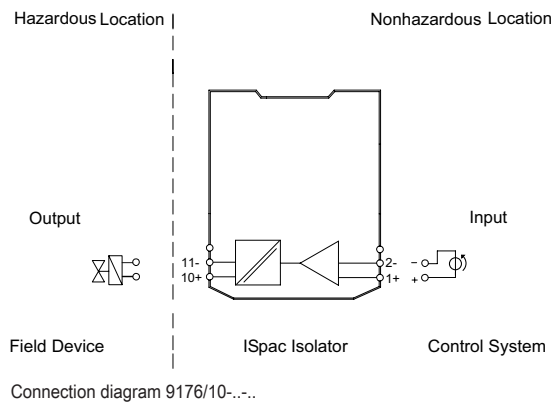 Hazardous Location
Nonhazardous Location
Output
Input
11-
2-
–
10+
1+
+
Field Device
ISpac Isolator
Control System
Connection diagram 9176/10-..-..